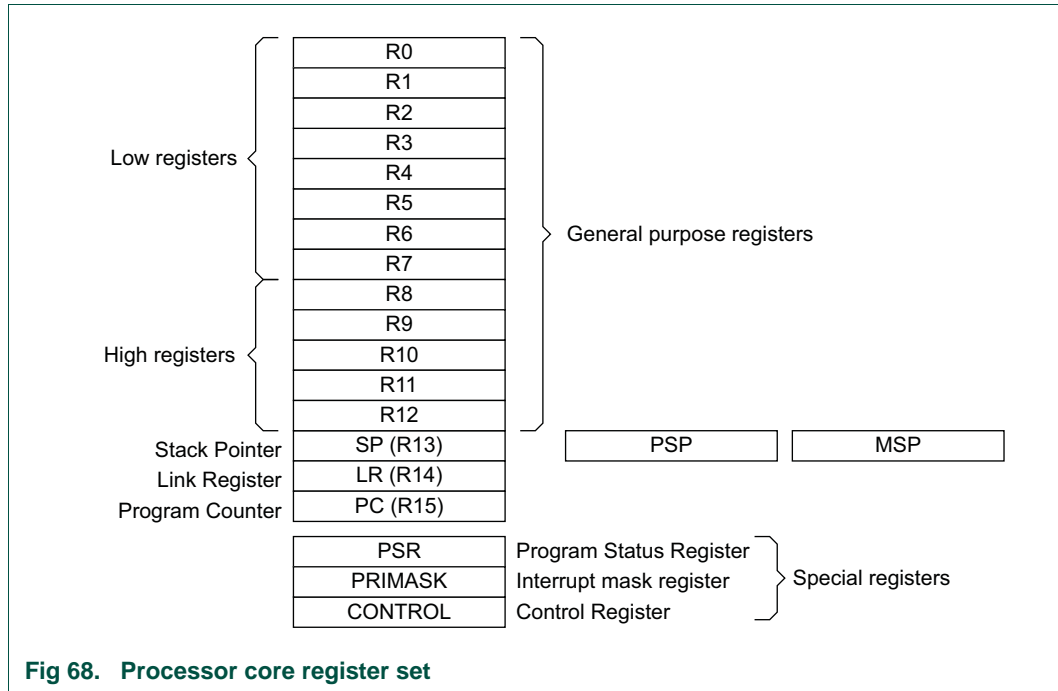 R0
R1
R2
R3
Low registers
R4
R5
R6
General purpose registers
R7
R8
R9
High registers
R10
R11
R12
Stack Pointer SP (R13) PSP MSP
Link Register LR (R14)
Program Counter PC (R15)
PSR Program Status Register
PRIMASK Interrupt mask register Special registers
CONTROL Control Register
Fig 68. Processor core register set